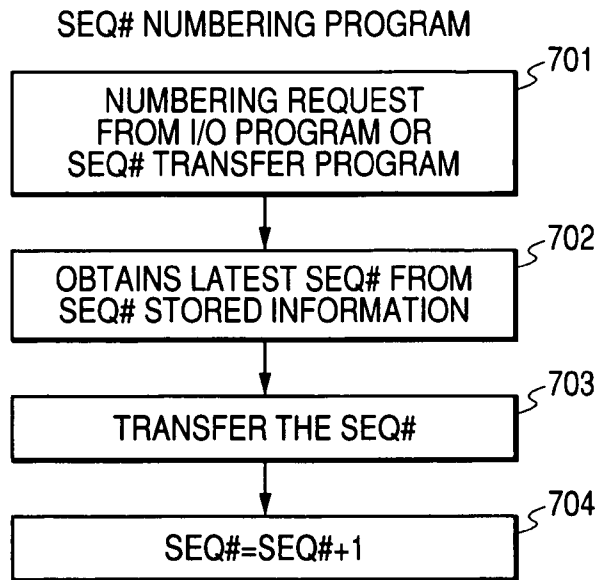 SEQ# NUMBERING PROGRAM
701
NUMBERING REQUEST
FROM I/O PROGRAM OR
SEQ# TRANSFER PROGRAM
702
OBTAINS LATEST SEQ# FROM
SEQ# STORED INFORMATION
703
TRANSFER THE SEQ#
704
SEQ#=SEQ#+1